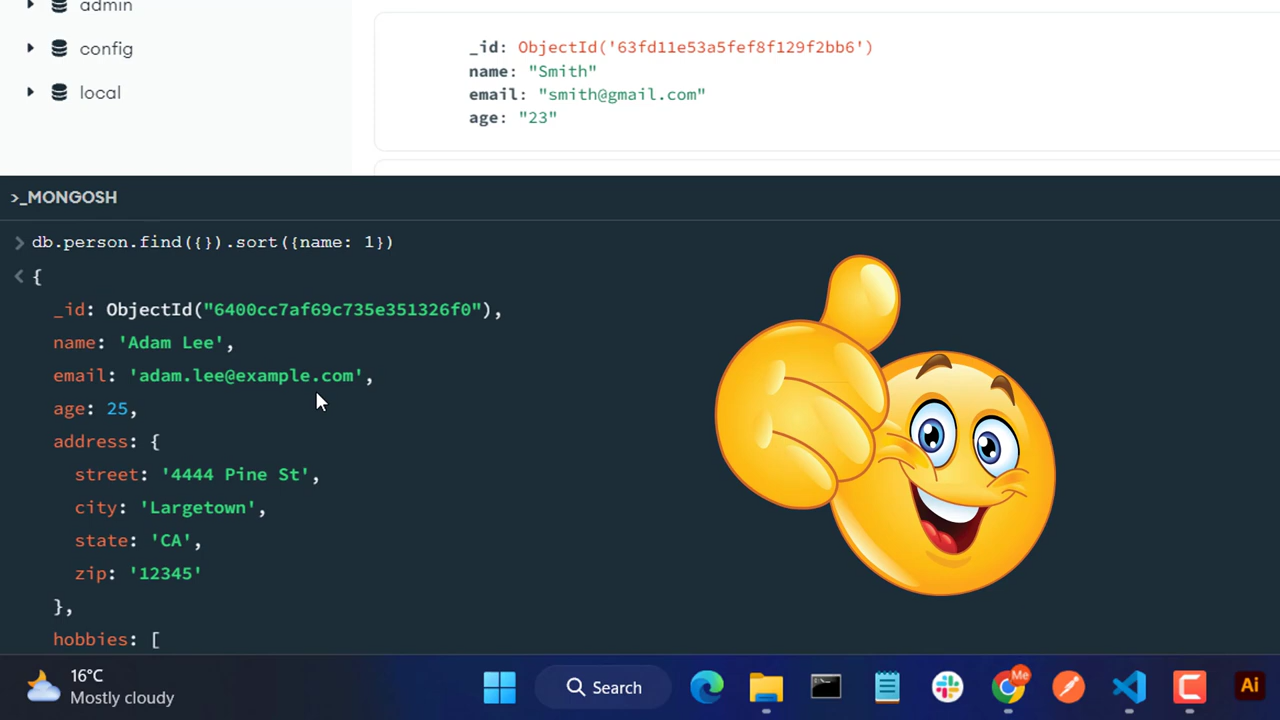 admin
config
local
_id: ObjectId('63fd11e53a5fef8f129f2bb6')
name: "Smith"
email: "smith@gmail.com"
age: "23"
>_MONGOSH
db.person.find({}).sort({name: 1})
{
_id: ObjectId("6400cc7af69c735e351326f0"),
name: 'Adam Lee',
email: 'adam.lee@example.com',
age: 25,
address: {
street: '4444 Pine St',
city: 'Largetown',
state: 'CA',
zip: '12345'
},
hobbies: [
16°C
Mostly cloudy
Search
Me
Ai